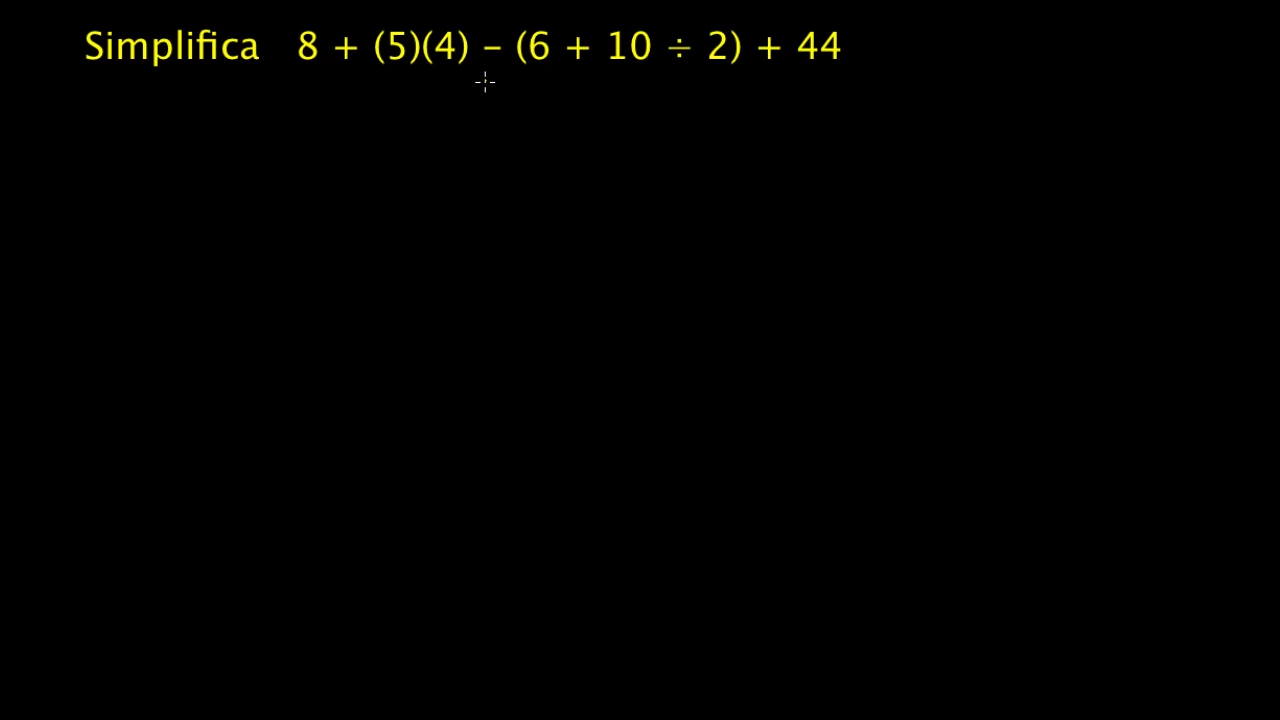 Simplifica 8 + (5)(4) – (6 + 10 ÷ 2) + 44